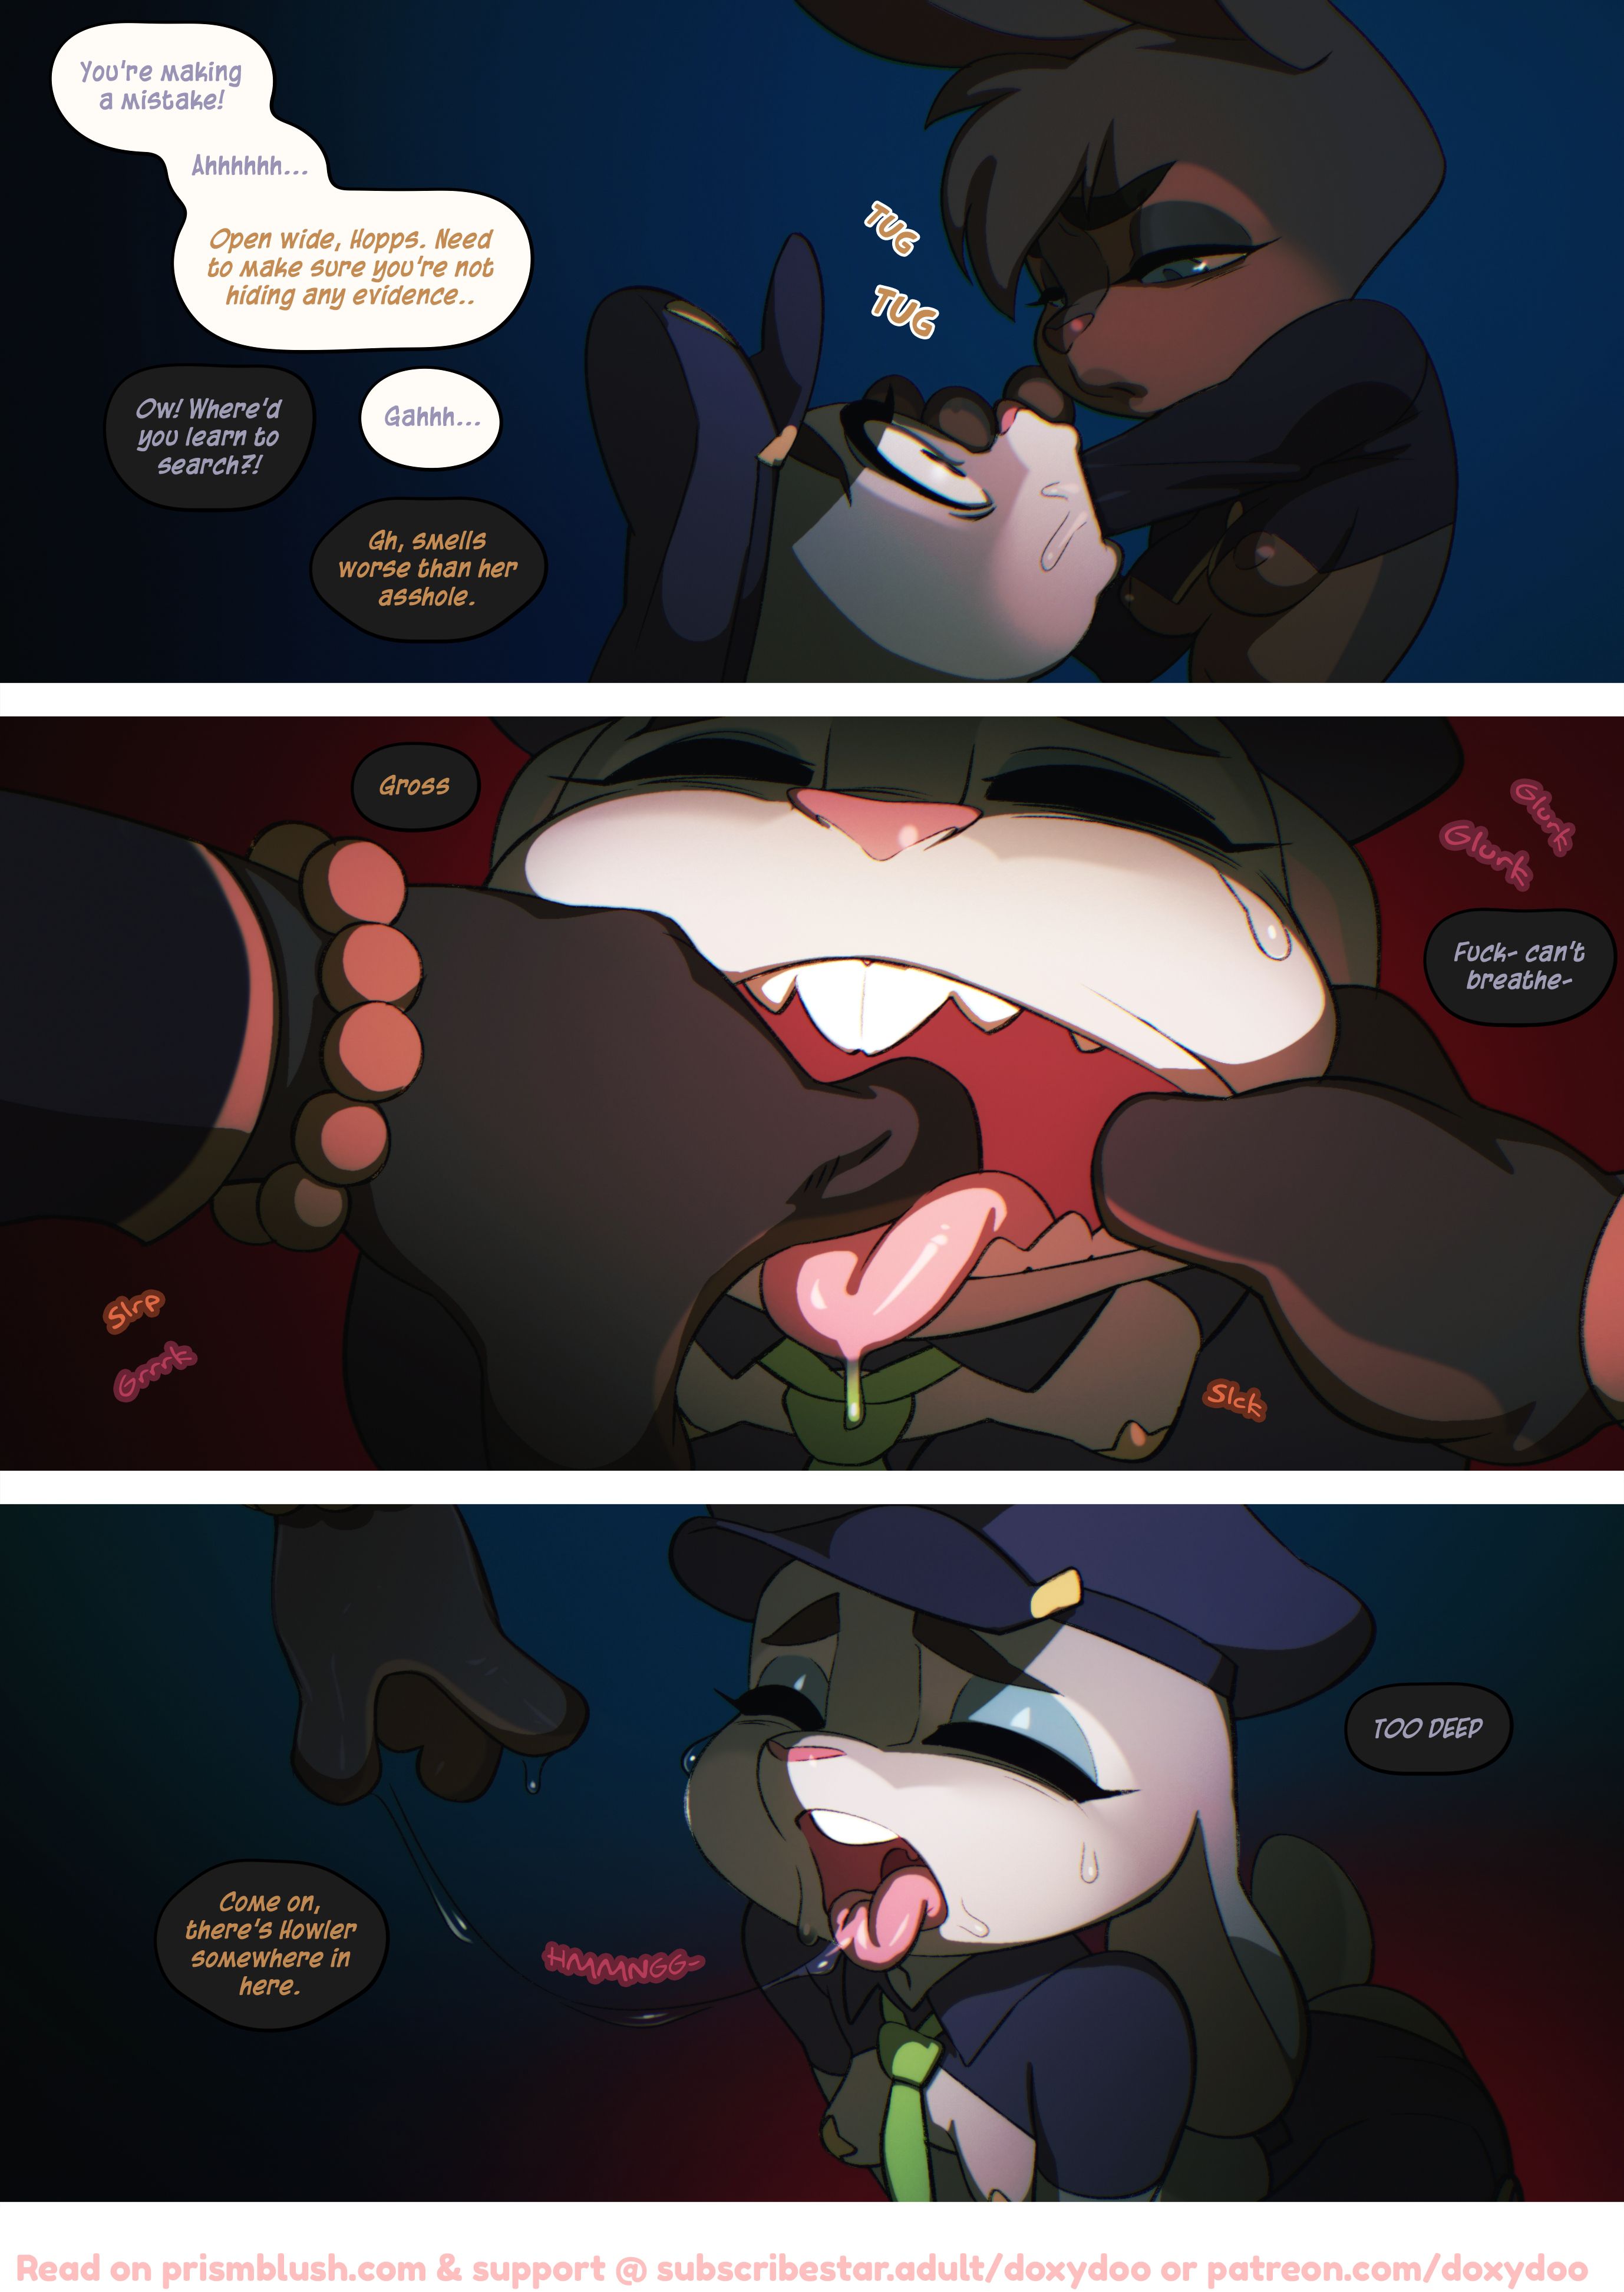 You're making
a mistake!
Ahhhhhh...
Open wide, Hopps. Need
to make sure you're not
hiding any evidence..
TUG
TUG
Ow! Where'd
you learn to
search?!
Gahhh...
Gh, smells
worse than her
asshole.
Gross
Glurk
Glurk
Fuck- can't
breathe-
Slrp
Grrrk
Slck
TOO DEEP
Come on,
there's Howler
somewhere in
here.
HMMNGG-
Read on prismblush.com & support @ subscribestar.adult/doxydoo or patreon.com/doxydoo